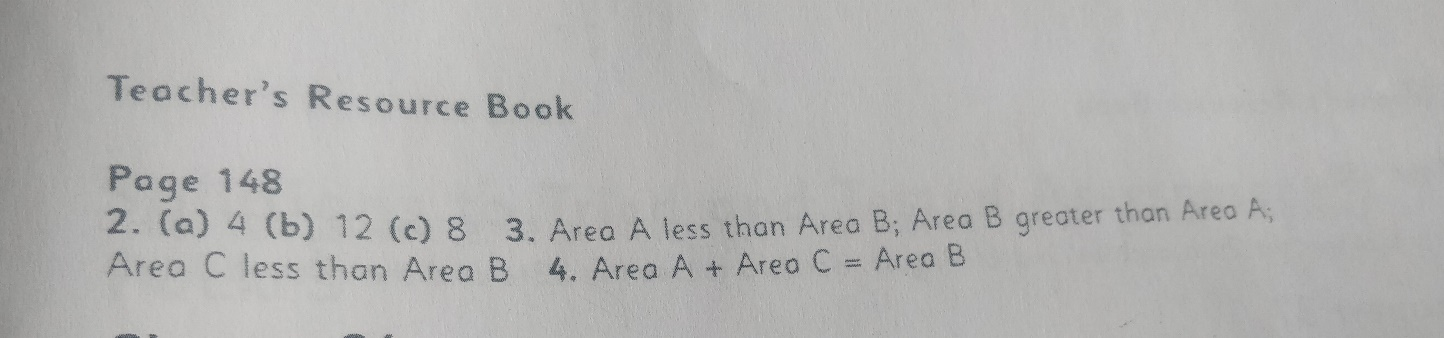 Teacher's Resource Book
Page 148
2. (a) 4 (b) 12 (c) 8 3. Area A less than Area B; Area B greater than Area A;
Area C less than Area B 4. Area A + Area C = Area B